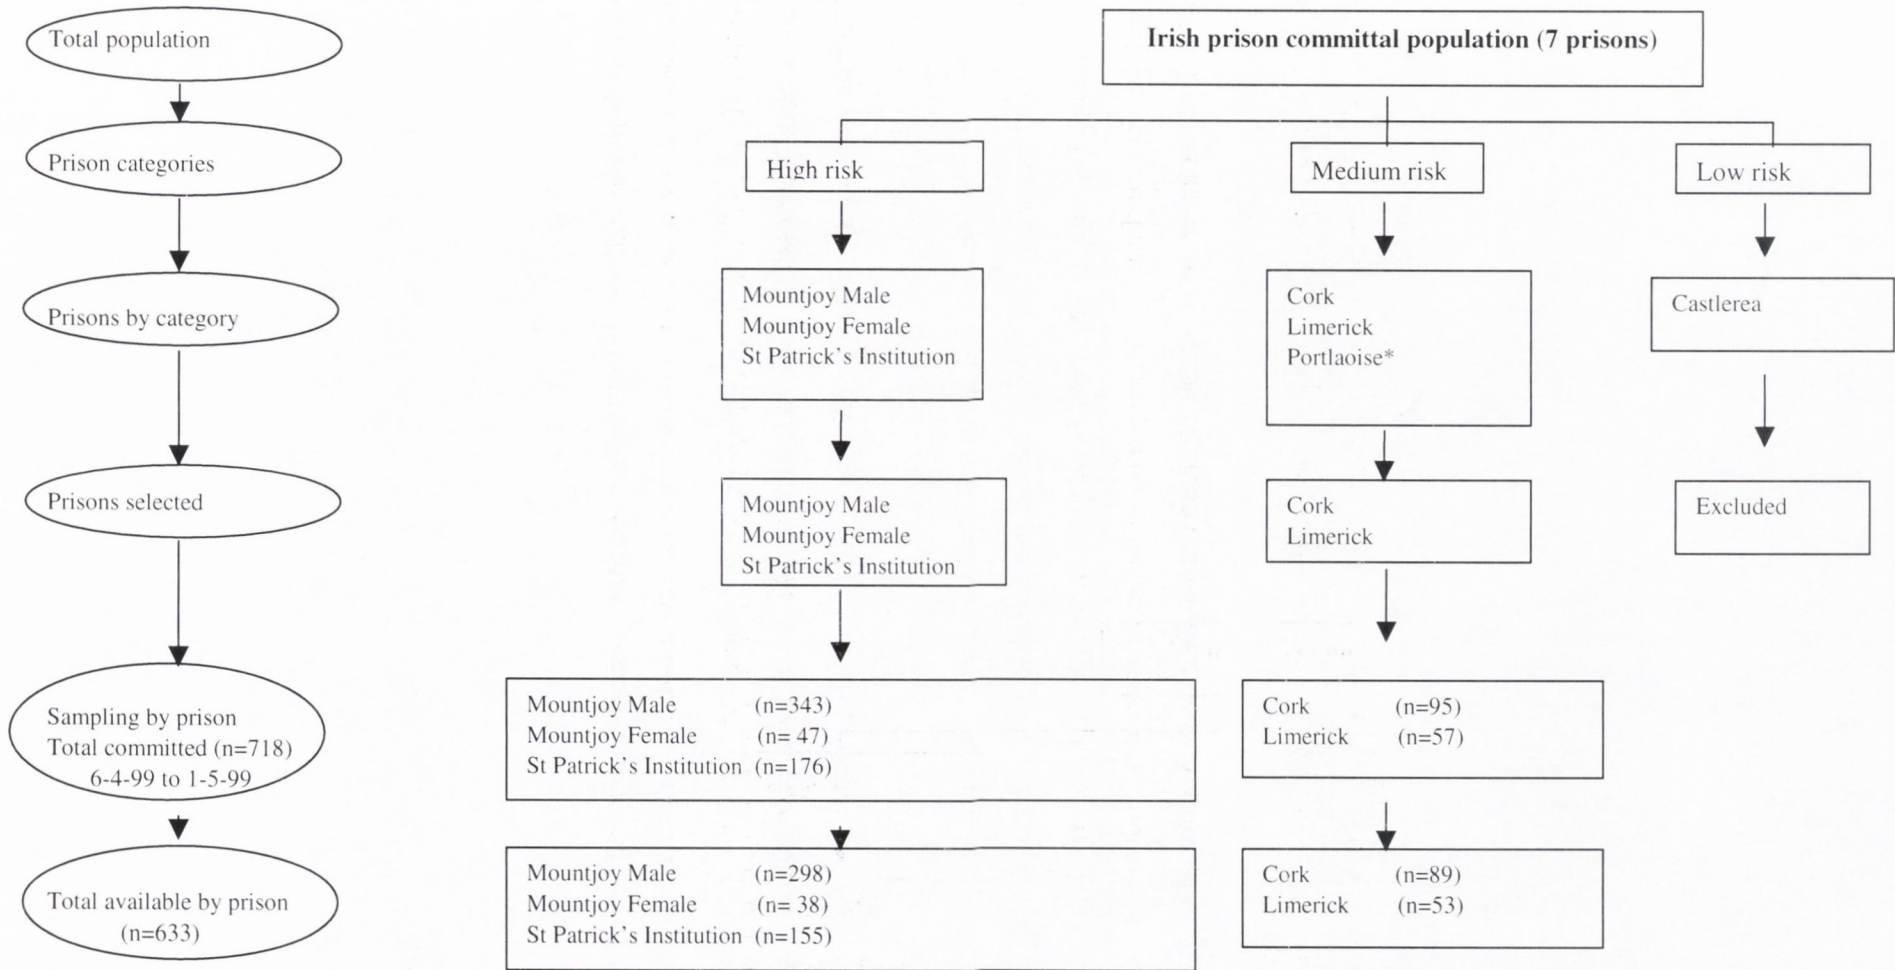 Total population
Irish prison committal population (7 prisons)
Prison categories
High risk
Medium risk
Low risk
Prisons by category
Mountjoy Male
Mountjoy Female
St Patrick's Institution
Cork
Limerick
Portlaoise*
Castlerea
Prisons selected
Mountjoy Male
Mountjoy Female
St Patrick's Institution
Cork
Limerick
Excluded
Sampling by prison
Total committed (n=718)
6-4-99 to 1-5-99
Mountjoy Male (n=343)
Mountjoy Female (n= 47)
St Patrick's Institution (n=176)
Cork (n=95)
Limerick (n=57)
Total available by prison
(n=633)
Mountjoy Male (n=298)
Mountjoy Female (n= 38)
St Patrick's Institution (n=155)
Cork (n=89)
Limerick (n=53)